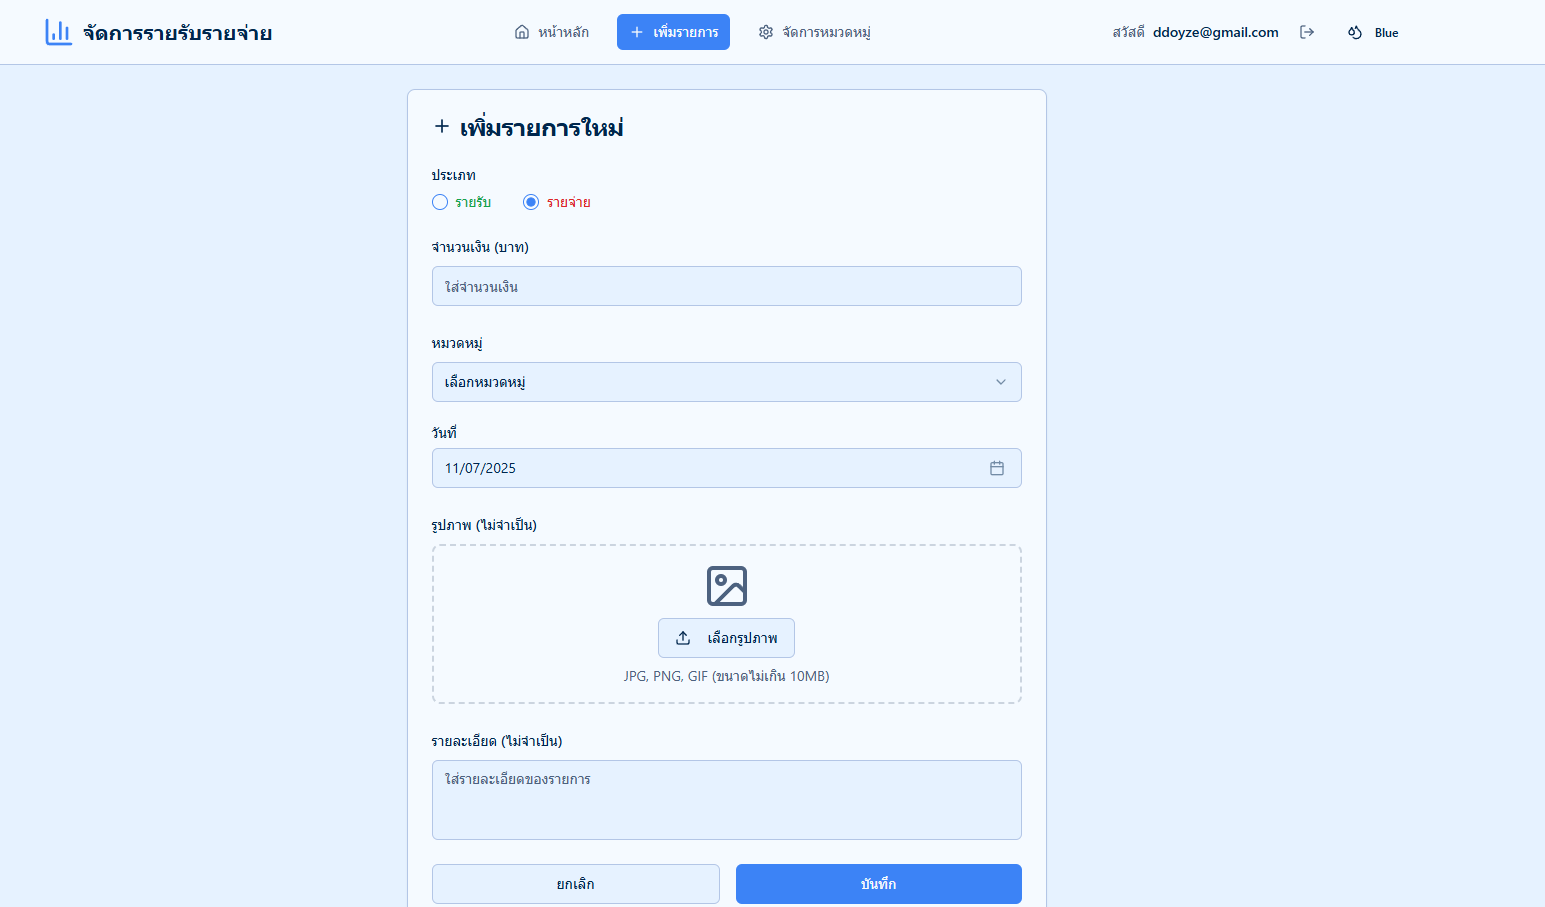 จัดการรายรับรายจ่าย
หน้าหลัก
เพิ่มรายการ
จัดการหมวดหมู่
สวัสดี ddoyze@gmail.com
Blue
เพิ่มรายการใหม่
ประเภท
รายรับ
รายจ่าย
จำนวนเงิน (บาท)
ใส่จำนวนเงิน
หมวดหมู่
เลือกหมวดหมู่
วันที่
11/07/2025
รูปภาพ (ไม่จำเป็น)
เลือกรูปภาพ
JPG, PNG, GIF (ขนาดไม่เกิน 10MB)
รายละเอียด (ไม่จำเป็น)
ใส่รายละเอียดของรายการ
ยกเลิก
บันทึก